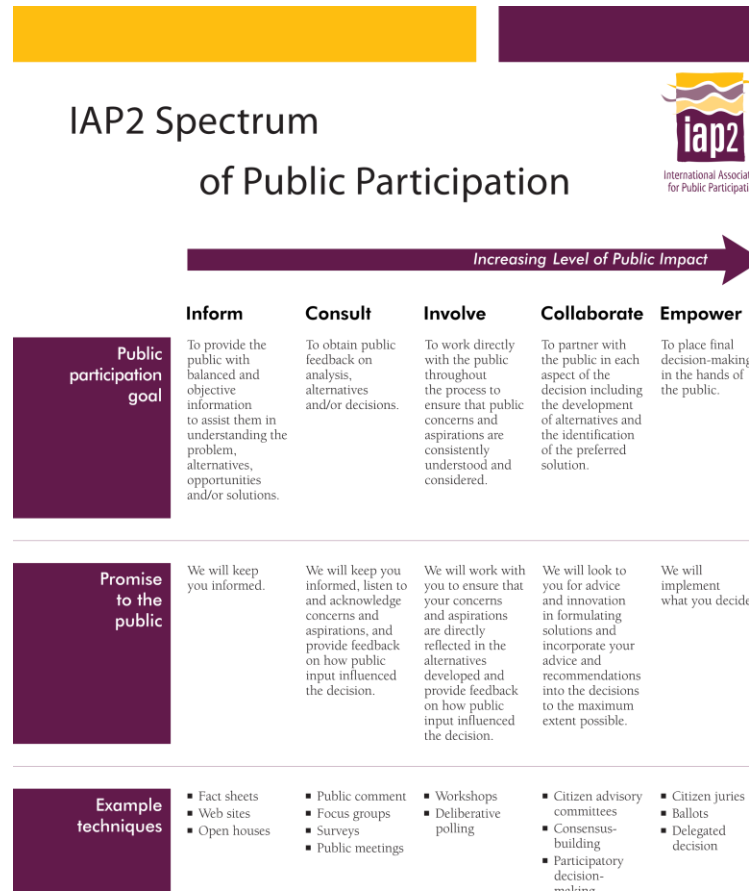 IAP2 Spectrum
of Public Participation
iap2
International Associat
for Public Participati
Increasing Level of Public Impact
Inform
Consult
Involve
Collaborate
Empower
Public
participation
goal
To provide the
public with
balanced and
objective
information
to assist them in
understanding the
problem,
alternatives,
opportunities
and/or solutions.
To obtain public
feedback on
analysis,
alternatives
and/or decisions.
To work directly
with the public
throughout
the process to
ensure that public
concerns and
aspirations are
consistently
understood and
considered.
To partner with
the public in each
aspect of the
decision including
the development
of alternatives and
the identification
of the preferred
solution.
To place final
decision-making
in the hands of
the public.
Promise
to the
public
We will keep
you informed.
We will keep you
informed, listen to
and acknowledge
concerns and
aspirations, and
provide feedback
on how public
input influenced
the decision.
We will work with
you to ensure that
your concerns
and aspirations
are directly
reflected in the
alternatives
developed and
provide feedback
on how public
input influenced
the decision.
We will look to
you for advice
and innovation
in formulating
solutions and
incorporate your
advice and
recommendations
into the decisions
to the maximum
extent possible.
We will
implement
what you decide
Example
techniques
▪ Fact sheets
▪ Web sites
▪ Open houses
▪ Public comment
▪ Focus groups
▪ Surveys
▪ Public meetings
▪ Workshops
▪ Deliberative
polling
▪ Citizen advisory
committees
▪ Consensus-
building
▪ Participatory
decision-
making
▪ Citizen juries
▪ Ballots
▪ Delegated
decision